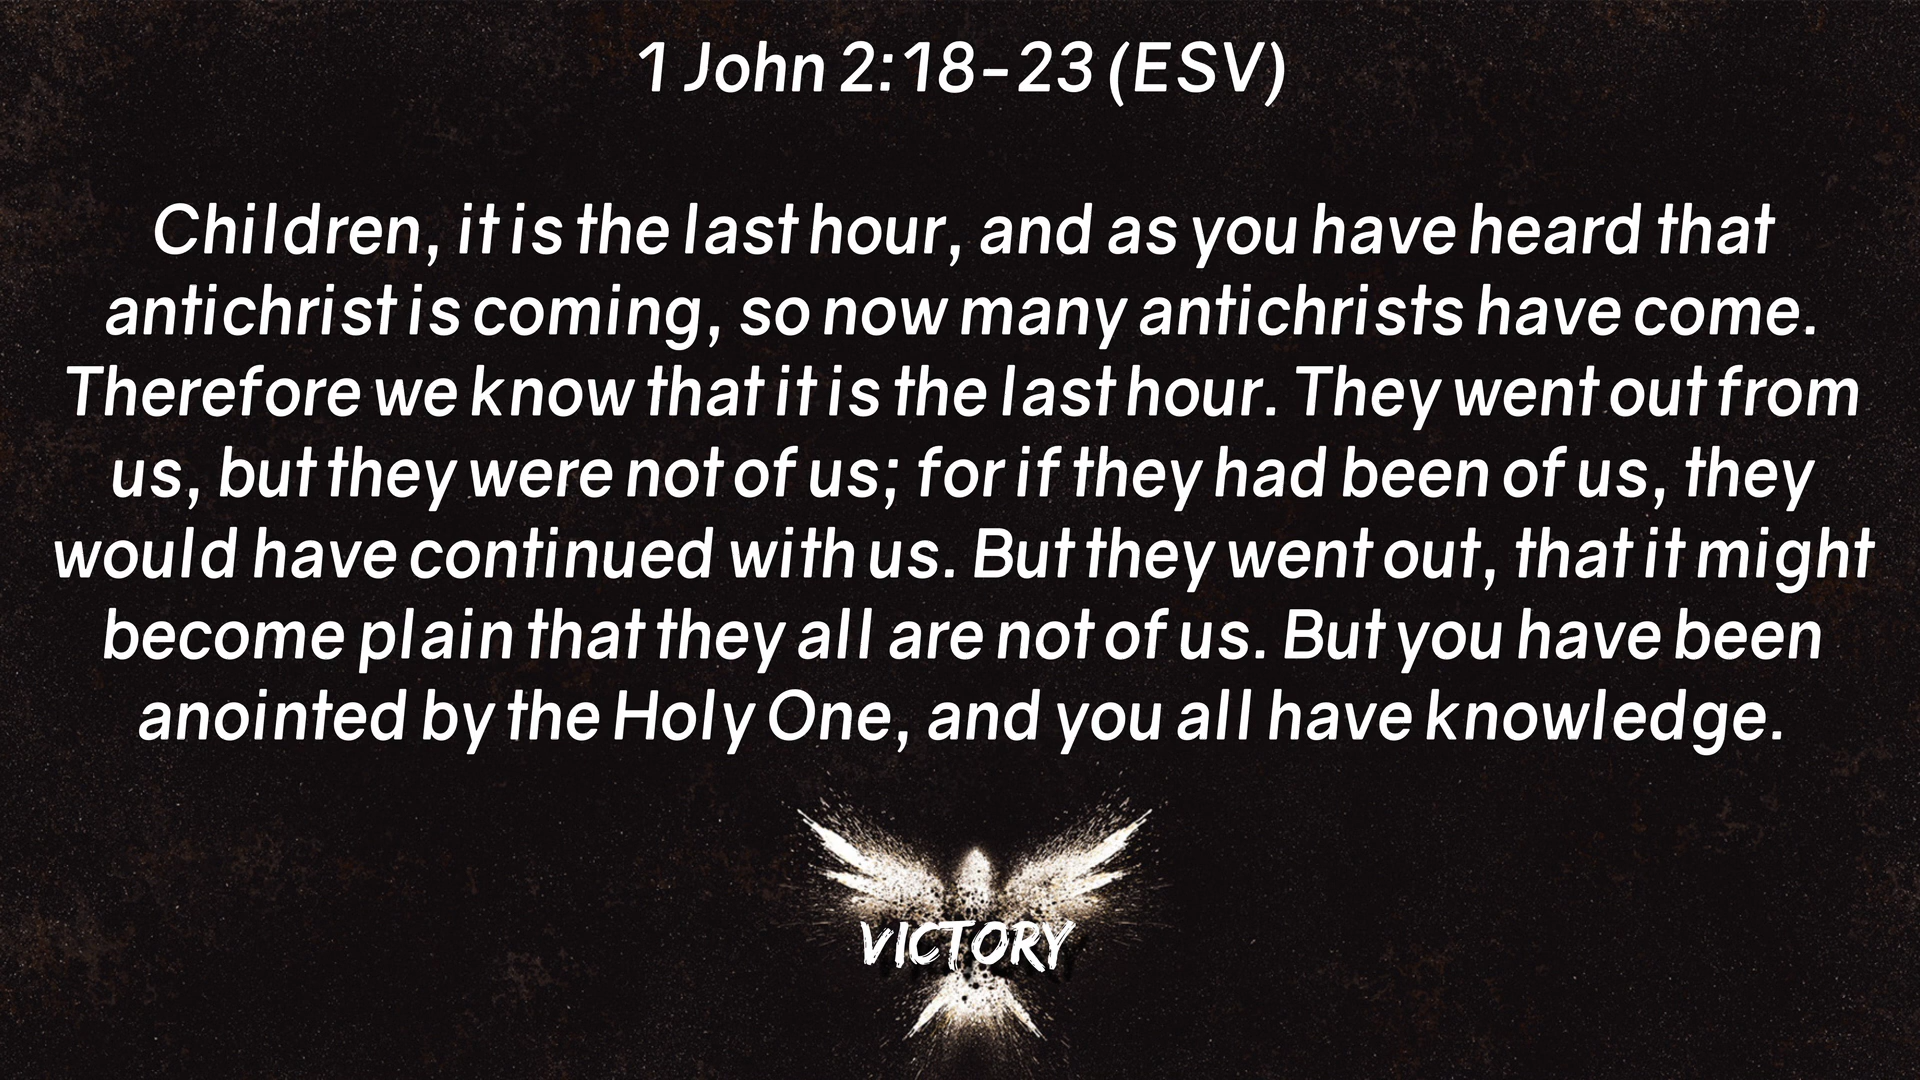 1 John 2:18-23 (ESV)
Children, it is the last hour, and as you have heard that
antichrist is coming, so now many antichrists have come.
Therefore we know that it is the last hour. They went out from
us, but they were not of us; for if they had been of us, they
would have continued with us. But they went out, that it might
become plain that they all are not of us. But you have been
anointed by the Holy One, and you all have knowledge.
VICTORY